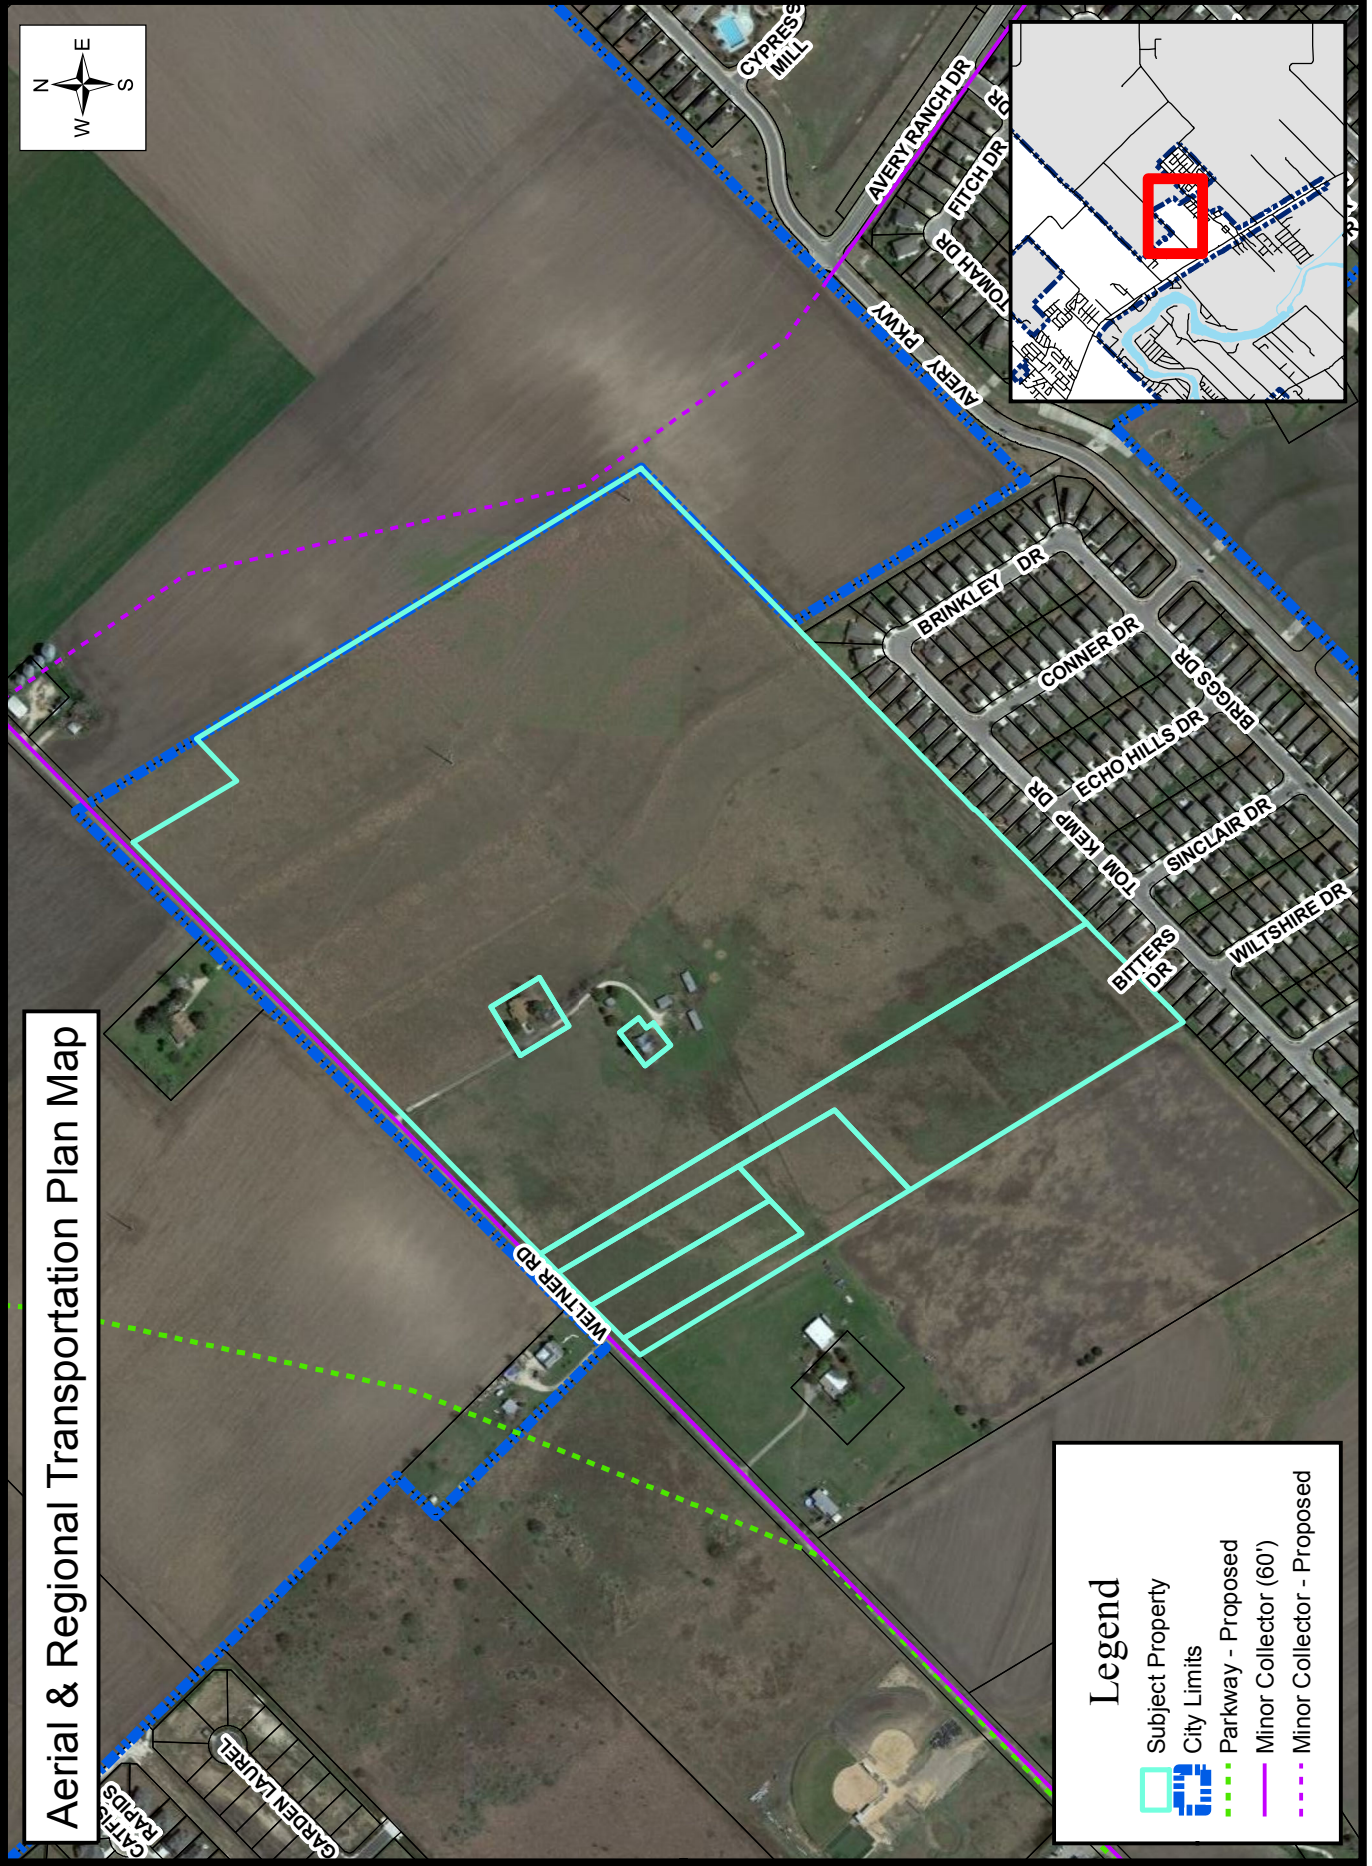 Aerial & Regional Transportation Plan Map
N
W
E
S
CYPRESS
MILL
AVERY RANCH DR
DR
FITCH DR
TOMAH DR
AVERY PKWY
BRINKLEY DR
CONNER DR
BRIGGS DR
ECHO HILLS DR
TOM KEMP DR
SINCLAIR DR
WILTSHIRE DR
BITTERS
DR
WELTNER RD
GARDEN LAUREL
RAPIDS
Legend
Subject Property
City Limits
Parkway - Proposed
Minor Collector (60')
Minor Collector - Proposed